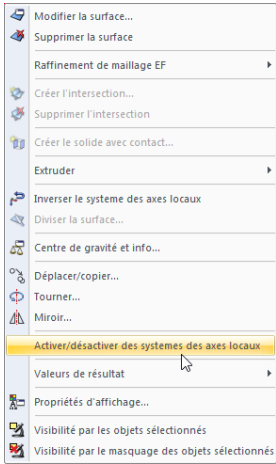 Modifier la surface...
Supprimer la surface
Raffinement de maillage EF
Créer l'intersection...
Supprimer l'intersection
Créer le solide avec contact...
Extruder
Inverser le systeme des axes locaux
Diviser la surface...
Centre de gravité et info...
Déplacer/copier...
Tourner...
Miroir...
Activer/désactiver des systemes des axes locaux
Valeurs de résultat
Propriétés d'affichage...
Visibilité par les objets sélectionnés
Visibilité par le masquage des objets sélectionnés